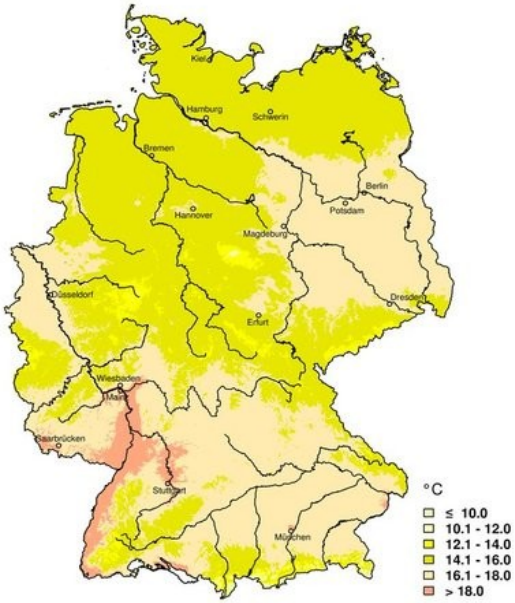 Kiel
Hamburg
Schwerin
Bremen
Berlin
Hannover
Potsdam
Magdeburg
Düsseldorf
Dresden
Erfurt
Wiesbaden
Main
Saarbrücken
Stuttgart
München
°C
≤ 10.0
10.1 - 12.0
12.1 - 14.0
14.1 - 16.0
16.1 - 18.0
> 18.0